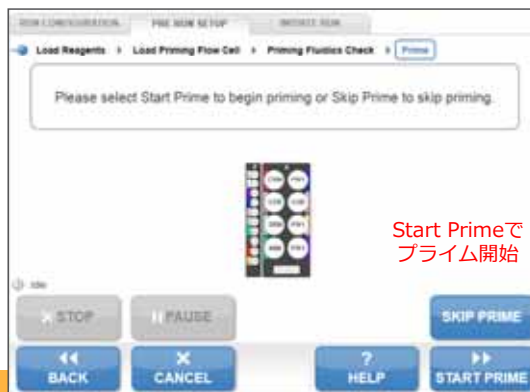 RUN CONFIGURATION PRE RUN SETUP INITIATE RUN
Load Reagents Load Priming Flow Cell Priming Fluidics Check Prime
Please select Start Prime to begin priming or Skip Prime to skip priming.
Start Primeで
プライム開始
Idle
STOP PAUSE SKIP PRIME
BACK CANCEL ? HELP START PRIME